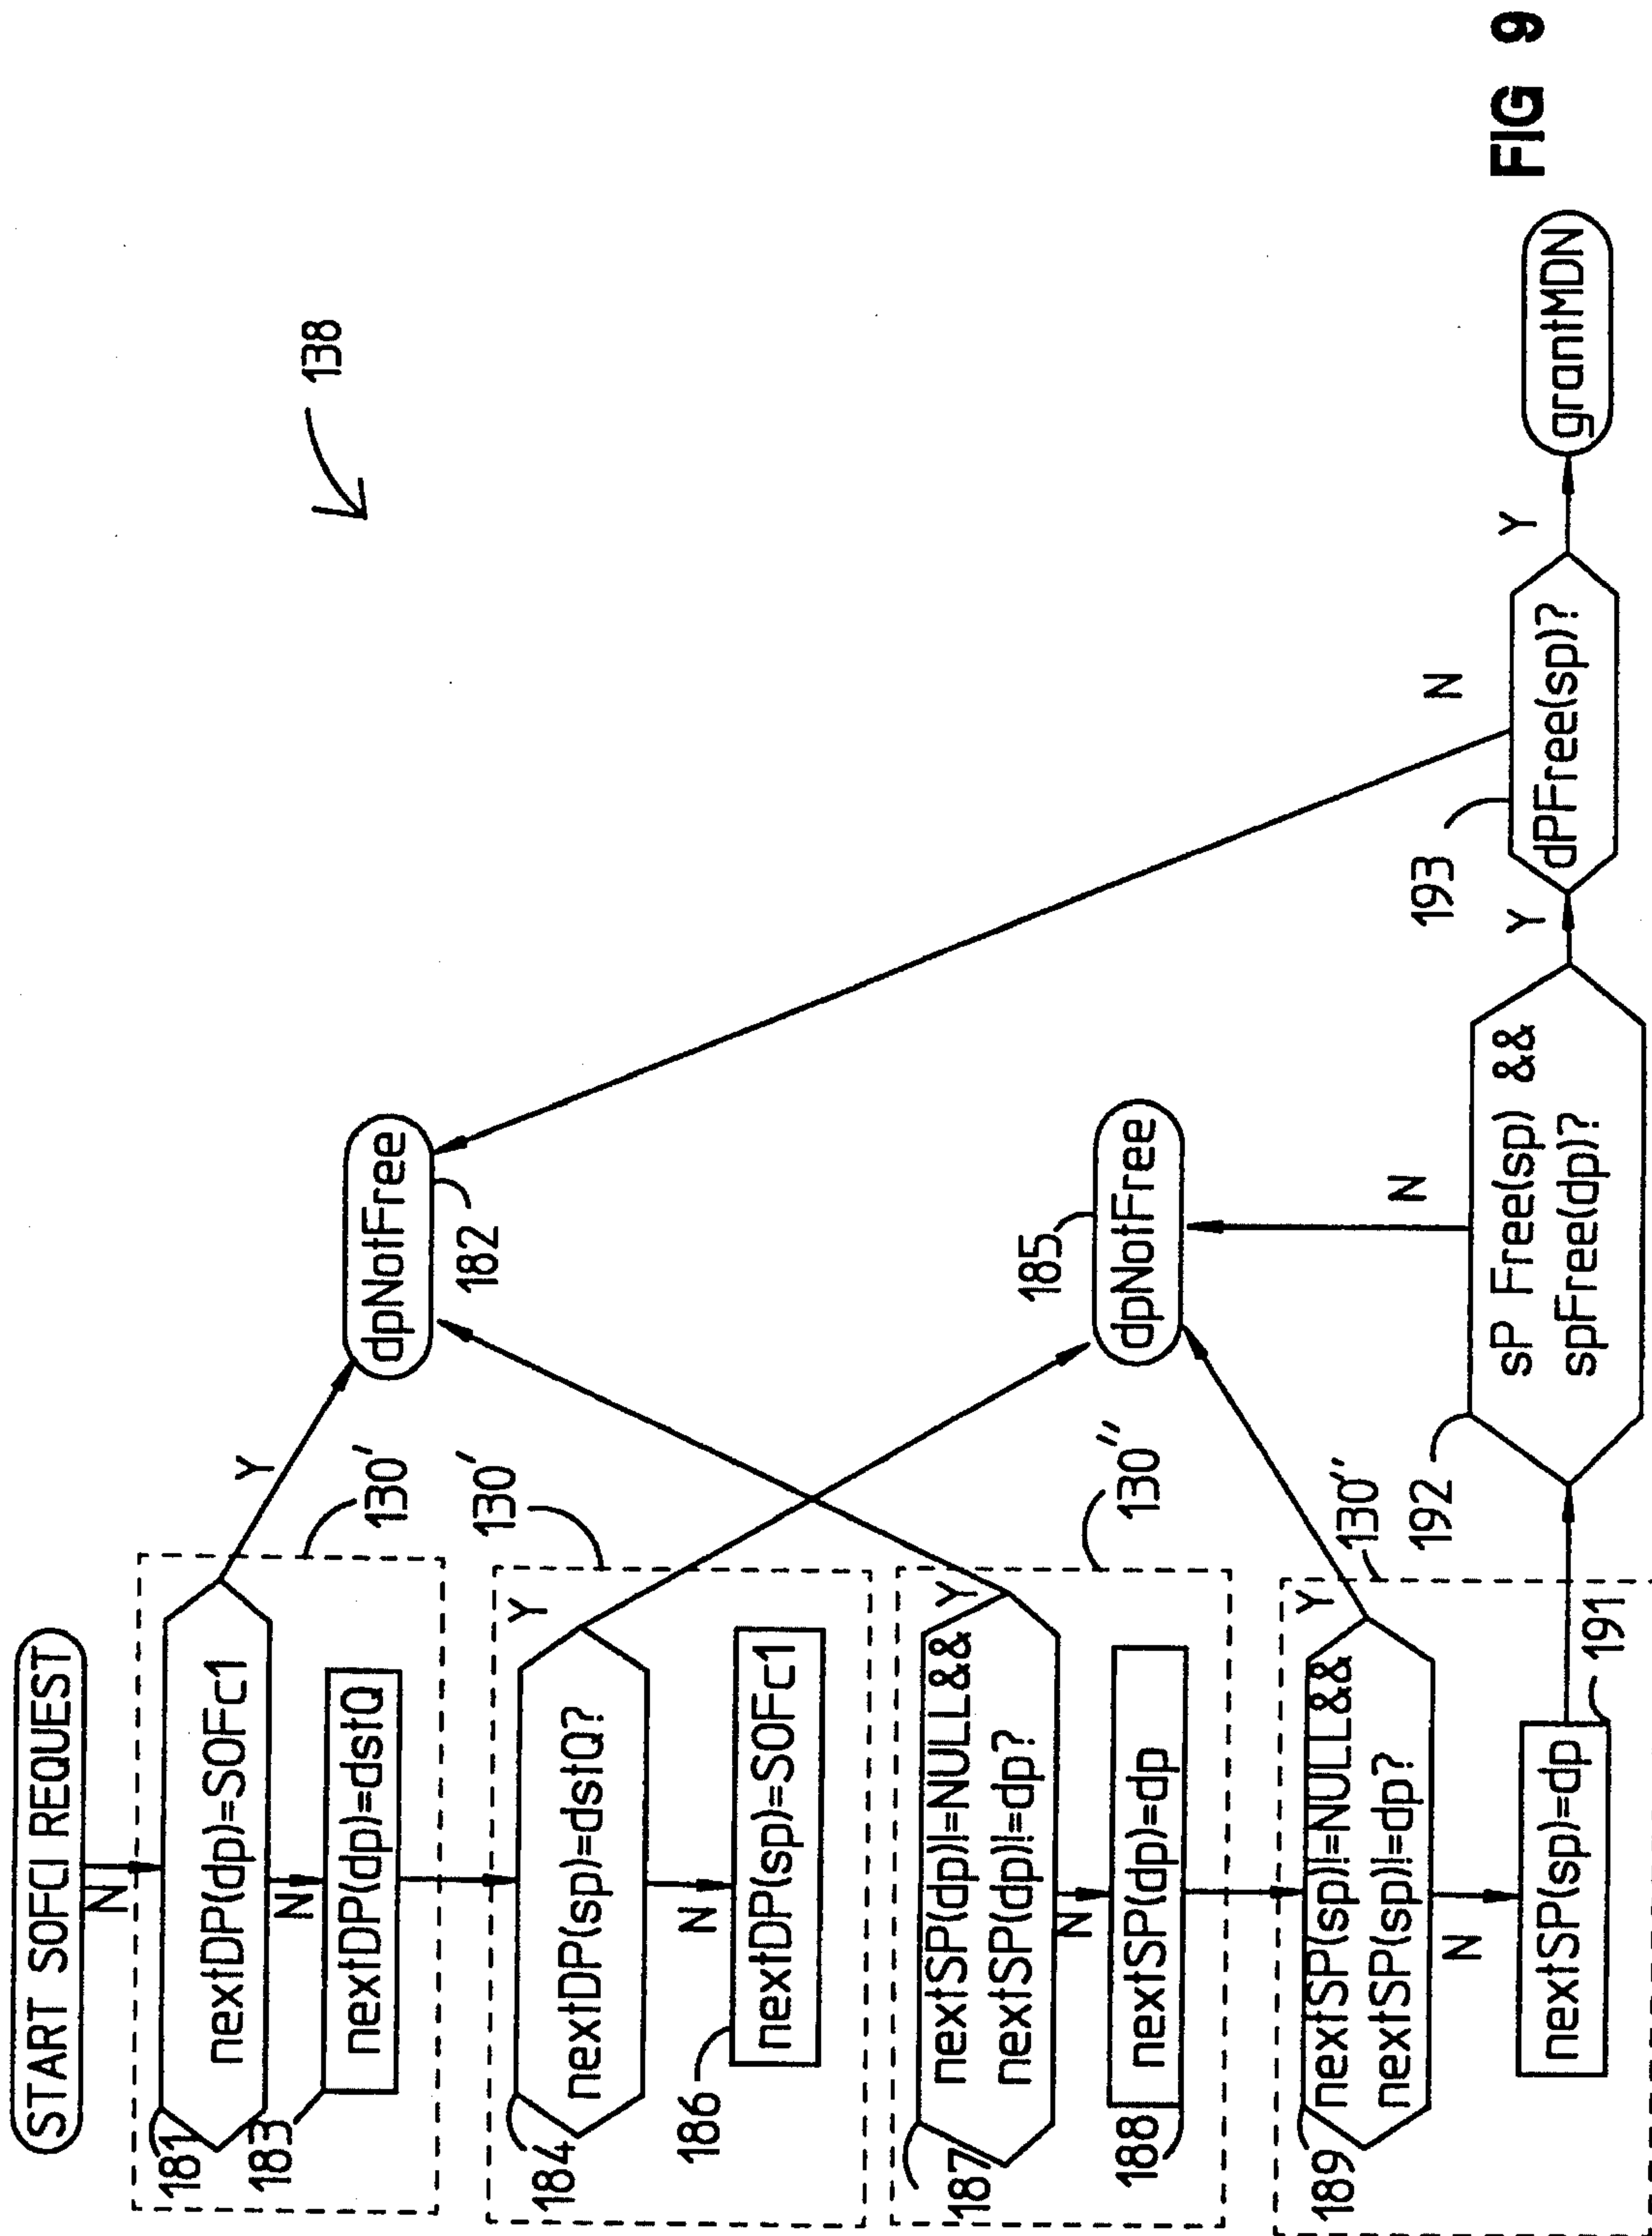 START SOFCI REQUEST
N
181
nextDP(dp)=SOFc1
Y
N
183
nextDP(dp)=dstQ
130'
dpNotFree
182
138
184
nextDP(sp)=dstQ?
Y
130'
N
186
nextDP(sp)=SOFc1
187
nextSP(dp)!=NULL&&
nextSP(dp)!=dp?
Y
130''
N
188
nextSP(dp)=dp
185
dpNotFree
189
nextSP(sp)!=NULL&&
nextSP(sp)!=dp?
Y
130''
N
nextSP(sp)=dp
191
192
sP Free(sp) &&
spFree(dp)?
N
Y
193
dPFree(sp)?
N
Y
grantMDN
FIG 9